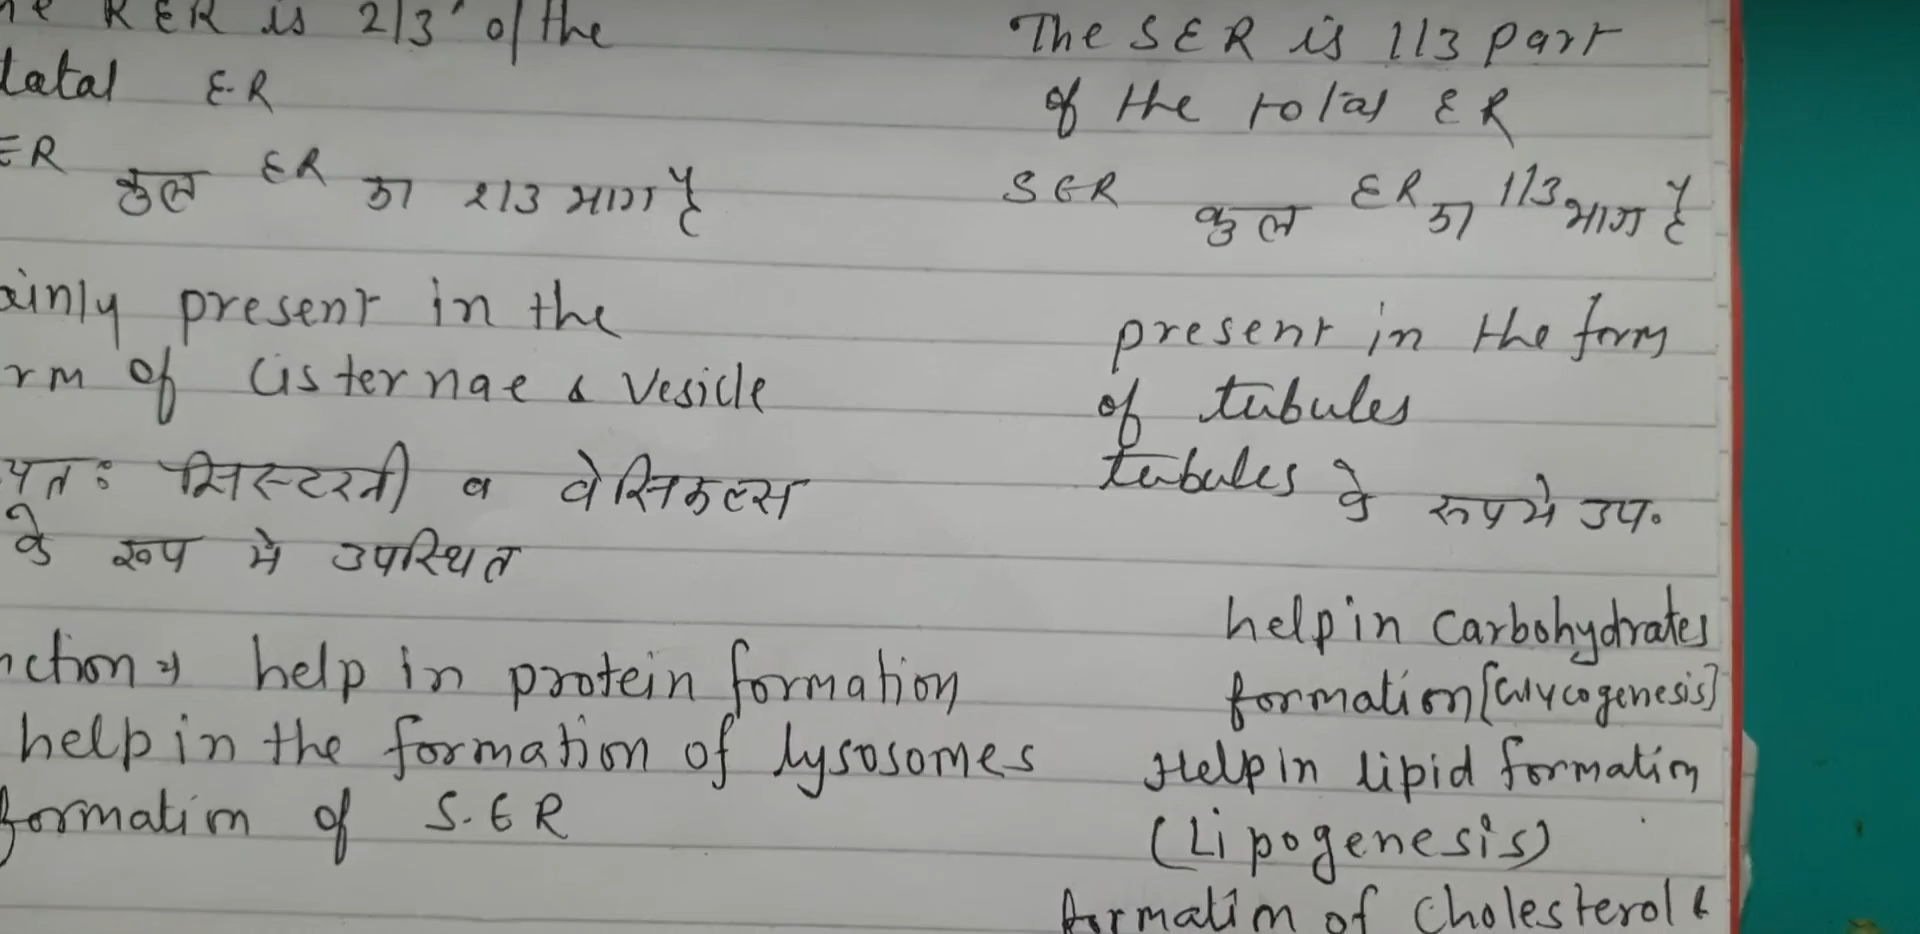 RER is 2/3 of the
tatal ER
ER कुल ER का 2/3 भाग है
present in the
of Cisternae & Vesicle
सिस्टरनी व वेसिकल्स
के रूप मे उपस्थित
help in protein formation
help in the formation of lysosomes
formation of S.ER
The SER is 1/3 part
of the total ER
SER कुल ER का 1/3 भाग है
present in the form
of tubules
tubules के रूप मे उप॰
help in Carbohydrates
formation [Glycogenesis]
Help in lipid formation
(Lipogenesis)
formation of Cholesterol &